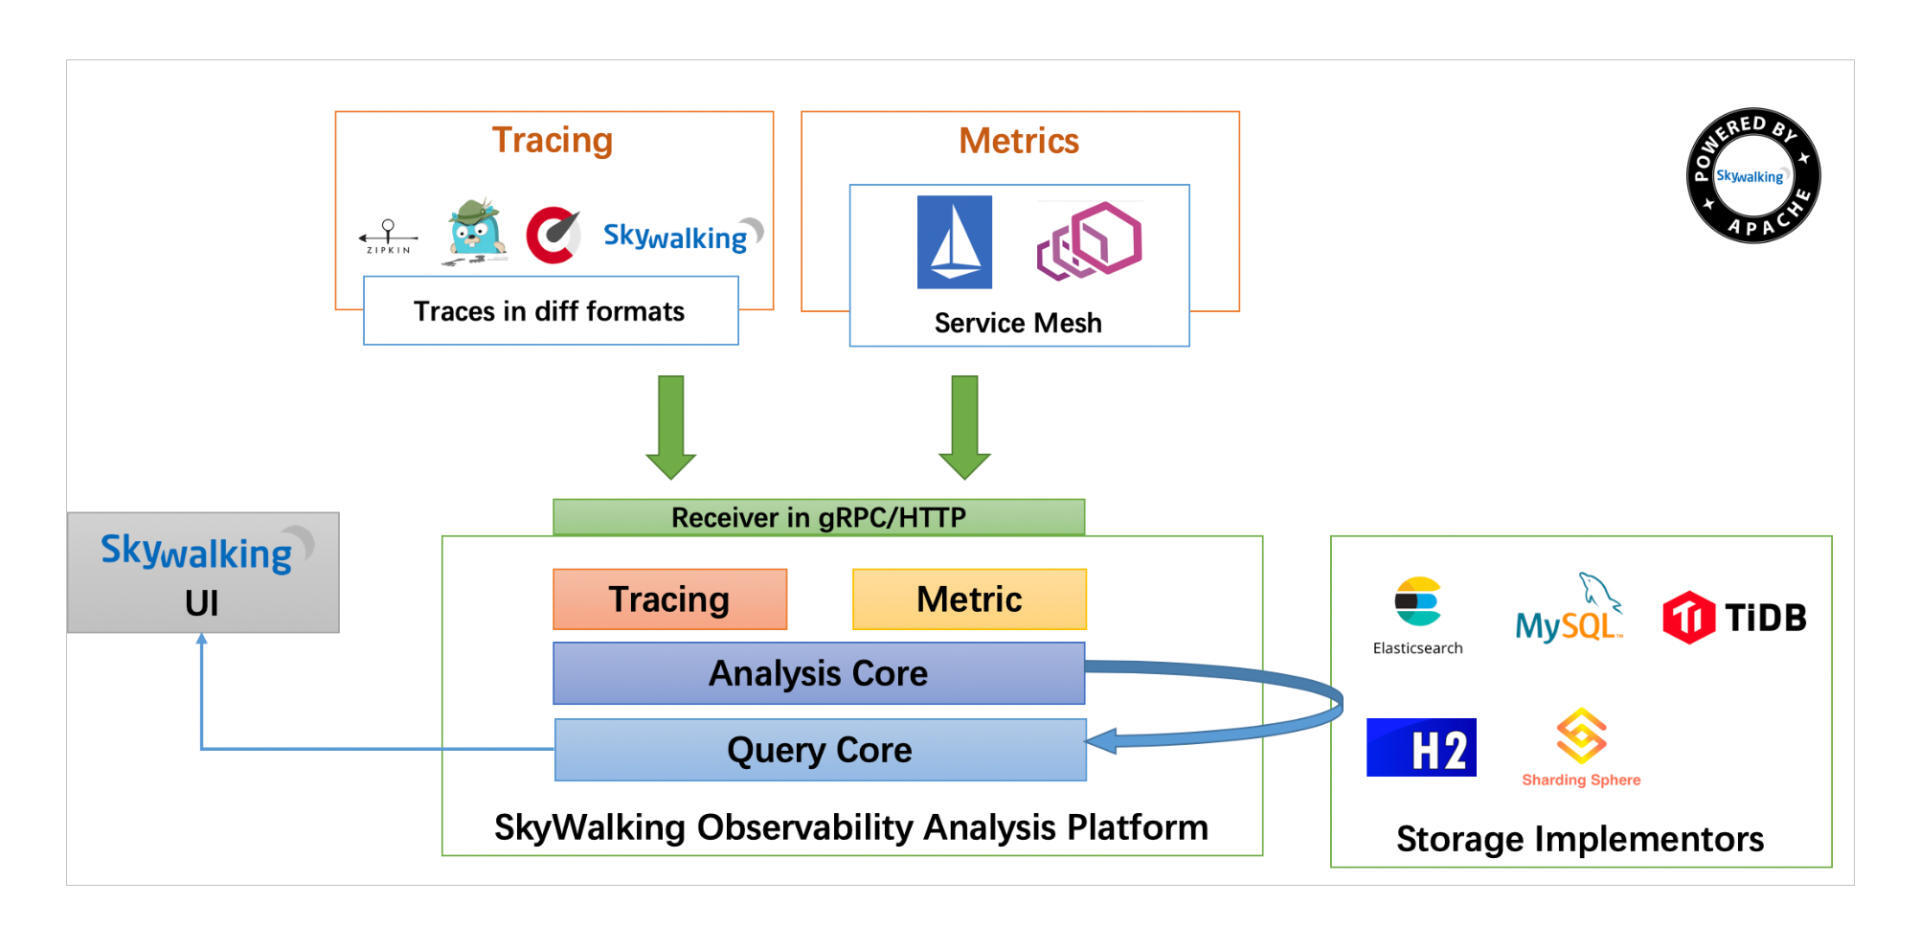 Tracing
Metrics
POWERED BY
Skywalking
APACHE
ZIPKIN
Skywalking
Traces in diff formats
Service Mesh
Receiver in gRPC/HTTP
Skywalking
UI
Tracing
Metric
Analysis Core
Query Core
SkyWalking Observability Analysis Platform
Elasticsearch
MySQL™
TiDB
H2
Sharding Sphere
Storage Implementors